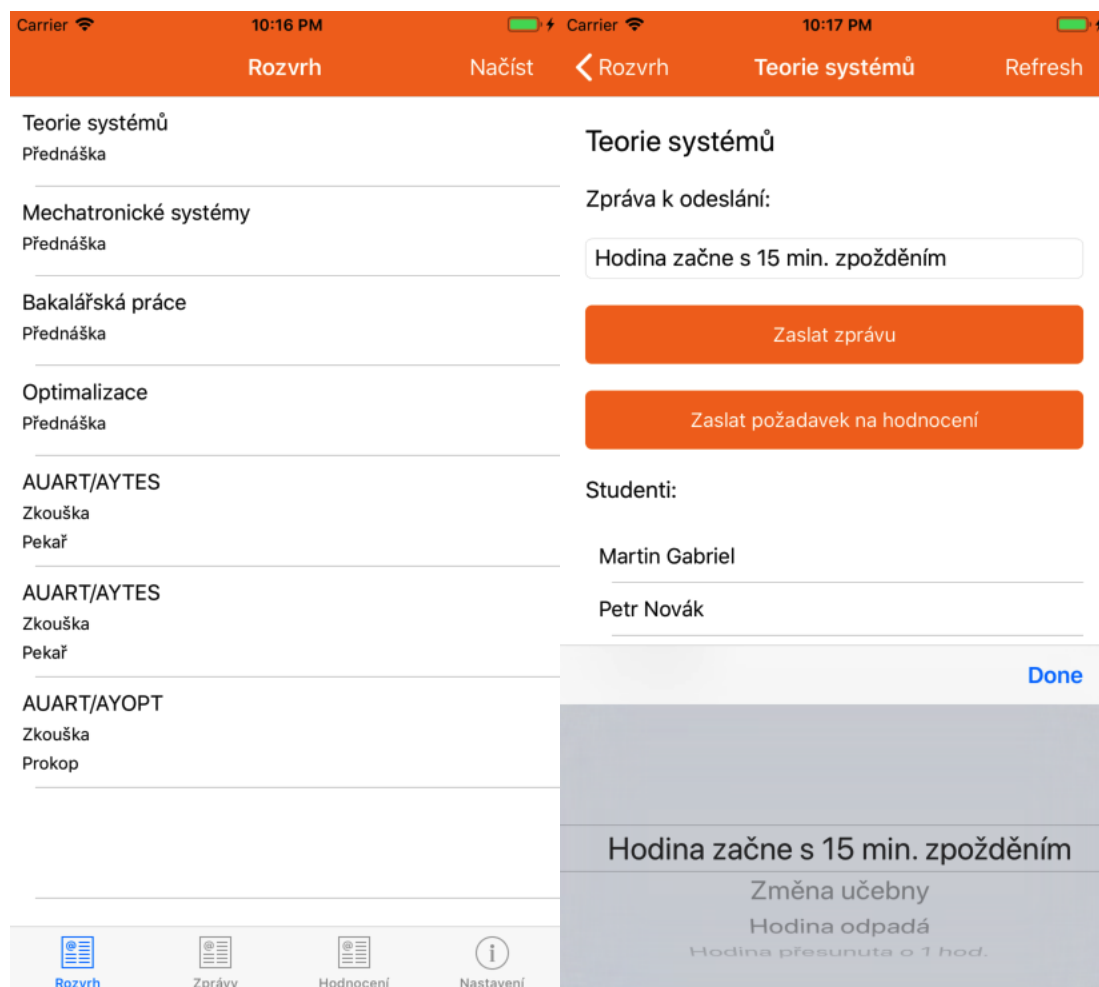 Carrier 10:16 PM
Rozvrh Načíst
Teorie systémů
Přednáška
Mechatronické systémy
Přednáška
Bakalářská práce
Přednáška
Optimalizace
Přednáška
AUART/AYTES
Zkouška
Pekař
AUART/AYTES
Zkouška
Pekař
AUART/AYOPT
Zkouška
Prokop
Rozvrh Zprávy Hodnocení Nastavení
Carrier 10:17 PM
Rozvrh Teorie systémů Refresh
Teorie systémů
Zpráva k odeslání:
Hodina začne s 15 min. zpožděním
Zaslat zprávu
Zaslat požadavek na hodnocení
Studenti:
Martin Gabriel
Petr Novák
Done
Hodina začne s 15 min. zpožděním
Změna učebny
Hodina odpadá
Hodina přesunuta o 1 hod.